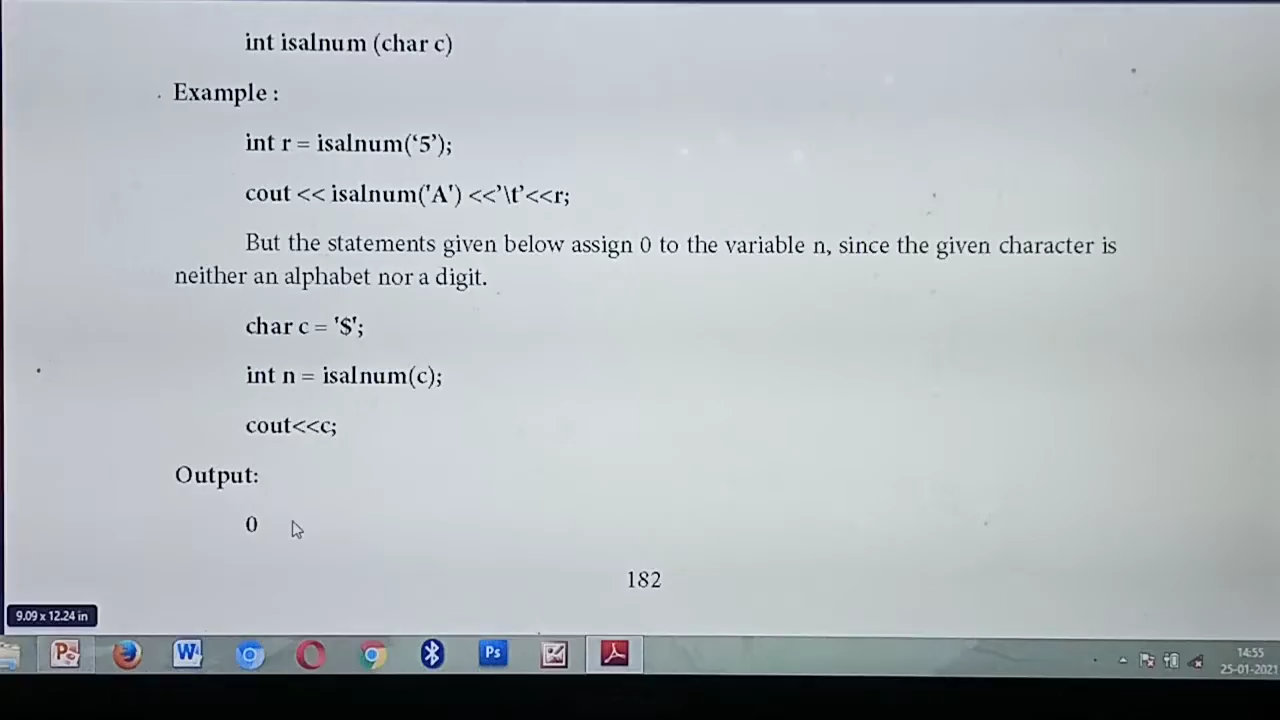 int isalnum (char c)
Example :
int r = isalnum(‘5’);
cout << isalnum('A') <<’\t’<<r;
But the statements given below assign 0 to the variable n, since the given character is
neither an alphabet nor a digit.
char c = '$';
int n = isalnum(c);
cout<<c;
Output:
0
182
9.09 x 12.24 in
P
W
Ps
14:55
25-01-2021